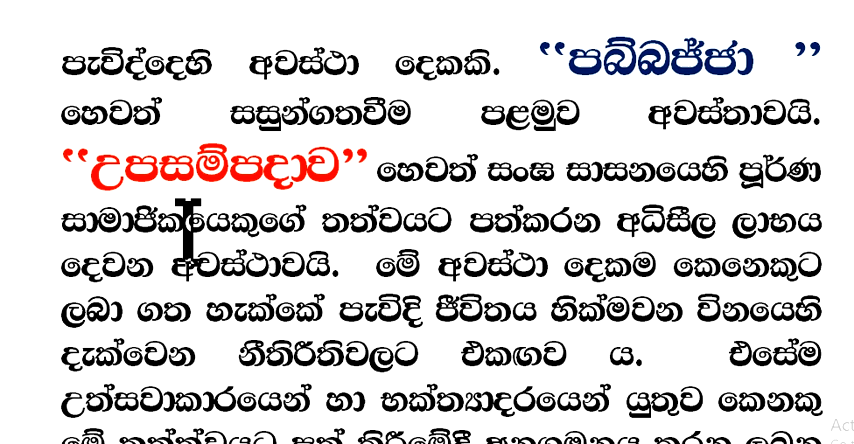 පැවිද්දෙහි අවස්ථා දෙකකි. “පබ්බජ්ජා ”
හෙවත් සසුන්ගතවීම පළමුව අවස්තාවයි.
“උපසම්පදාව” හෙවත් සංඝ සාසනයෙහි පූර්ණ
සාමාජිකයෙකුගේ තත්වයට පත්කරන අධිසීල ලාභය
දෙවන අවස්ථාවයි. මේ අවස්ථා දෙකම කෙනෙකුට
ලබා ගත හැක්කේ පැවිදි ජීවිතය හික්මවන විනයෙහි
දැක්වෙන නීතිරීතිවලට එකඟව ය. එසේම
උත්සවාකාරයෙන් හා භක්ත්‍යාදරයෙන් යුතුව කෙනකු
මේ